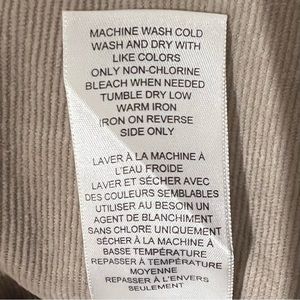 MACHINE WASH COLD
WASH AND DRY WITH
LIKE COLORS
ONLY NON-CHLORINE
BLEACH WHEN NEEDED
TUMBLE DRY LOW
WARM IRON
IRON ON REVERSE
SIDE ONLY
LAVER À LA MACHINE À
L'EAU FROIDE
LAVER ET SÉCHER AVEC
DES COULEURS SEMBLABLES
UTILISER AU BESOIN UN
AGENT DE BLANCHIMENT
SANS CHLORE UNIQUEMENT
SÉCHER À LA MACHINE À
BASSE TEMPÉRATURE
REPASSER À TEMPÉRATURE
MOYENNE
REPASSER À L'ENVERS
SEULEMENT